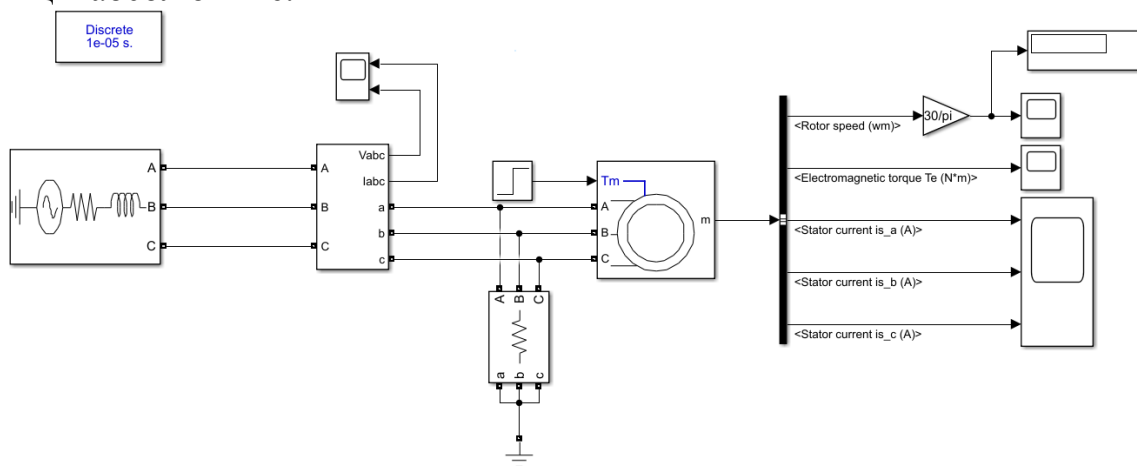 Discrete
1e-05 s.
A
B
C
A
B
C
Vabc
Iabc
a
b
c
Tm
A
B
C
m
A B C
a b c
<Rotor speed (wm)>
30/pi
<Electromagnetic torque Te (N*m)>
<Stator current is_a (A)>
<Stator current is_b (A)>
<Stator current is_c (A)>